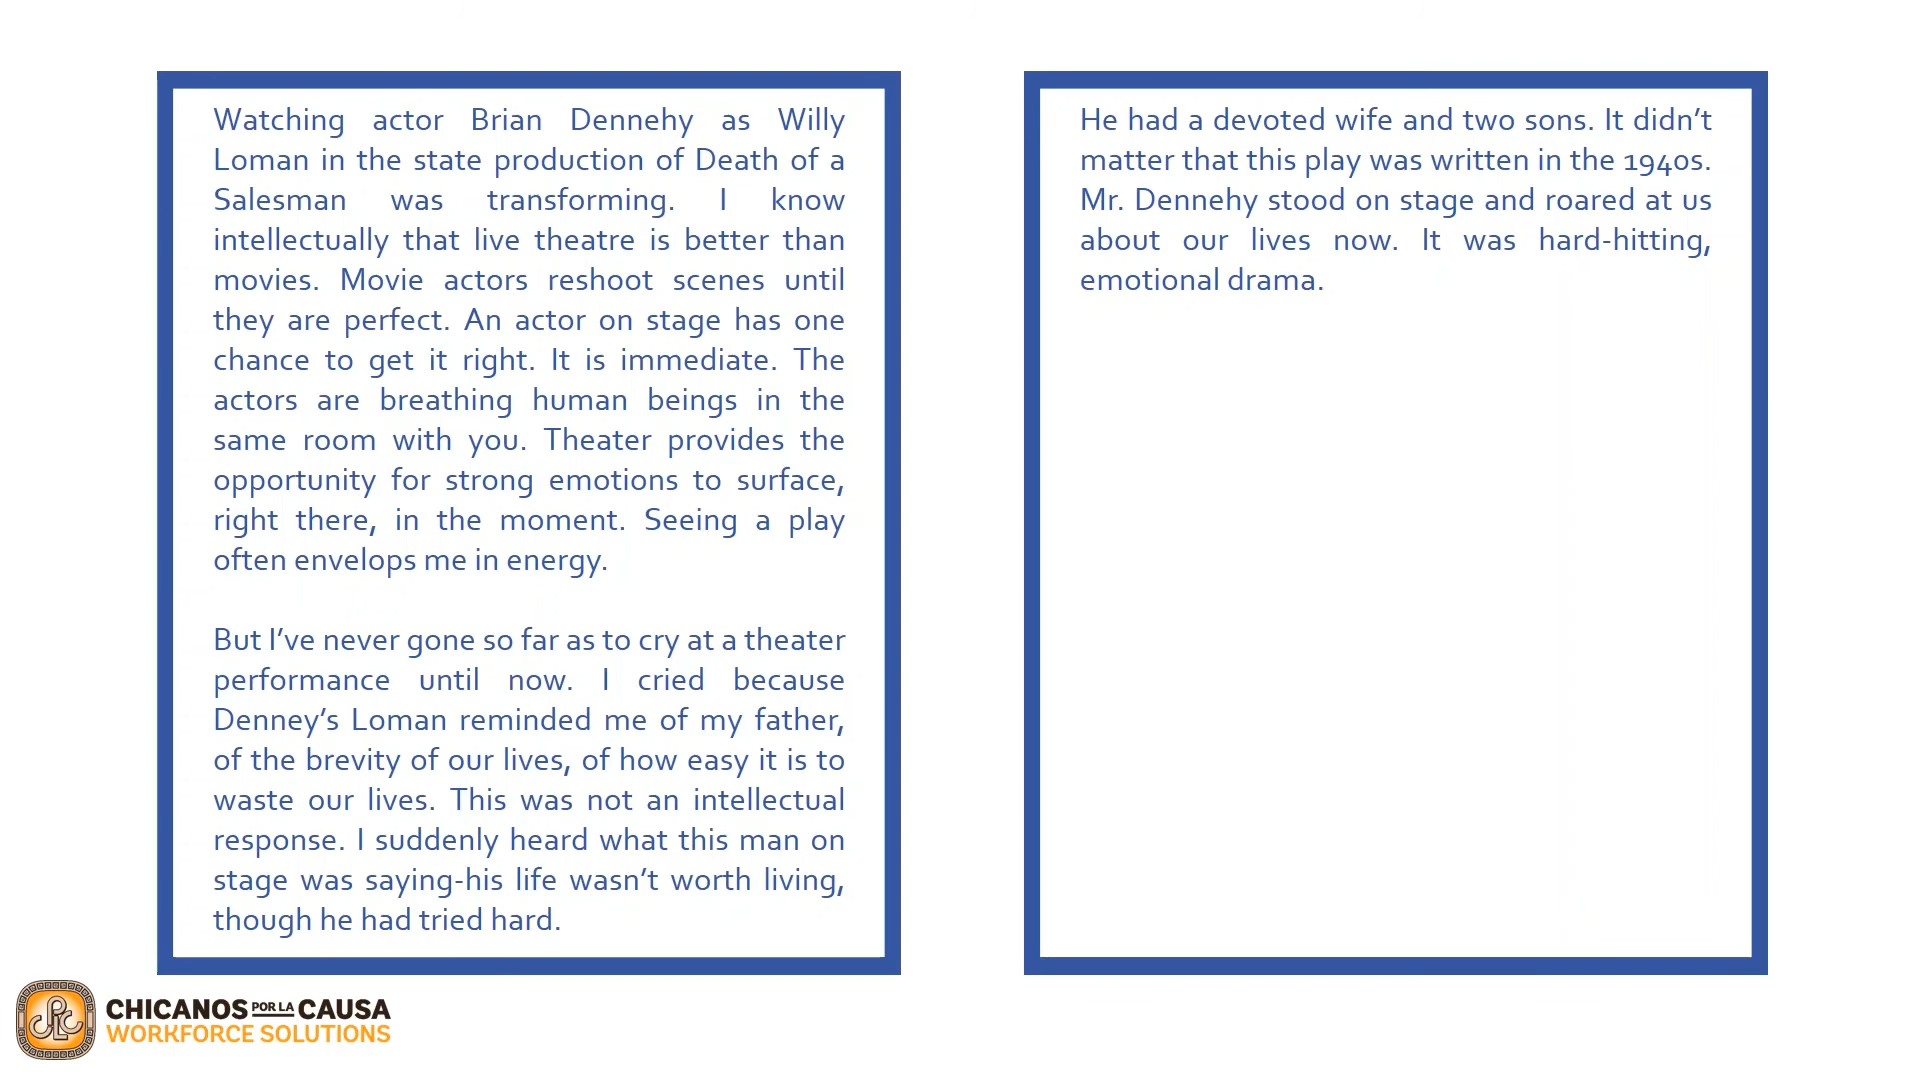 Watching actor Brian Dennehy as Willy
Loman in the state production of Death of a
Salesman was transforming. I know
intellectually that live theatre is better than
movies. Movie actors reshoot scenes until
they are perfect. An actor on stage has one
chance to get it right. It is immediate. The
actors are breathing human beings in the
same room with you. Theater provides the
opportunity for strong emotions to surface,
right there, in the moment. Seeing a play
often envelops me in energy.
But I’ve never gone so far as to cry at a theater
performance until now. I cried because
Denney’s Loman reminded me of my father,
of the brevity of our lives, of how easy it is to
waste our lives. This was not an intellectual
response. I suddenly heard what this man on
stage was saying-his life wasn’t worth living,
though he had tried hard.
He had a devoted wife and two sons. It didn’t
matter that this play was written in the 1940s.
Mr. Dennehy stood on stage and roared at us
about our lives now. It was hard-hitting,
emotional drama.
CPLC
CHICANOS POR LA CAUSA
WORKFORCE SOLUTIONS